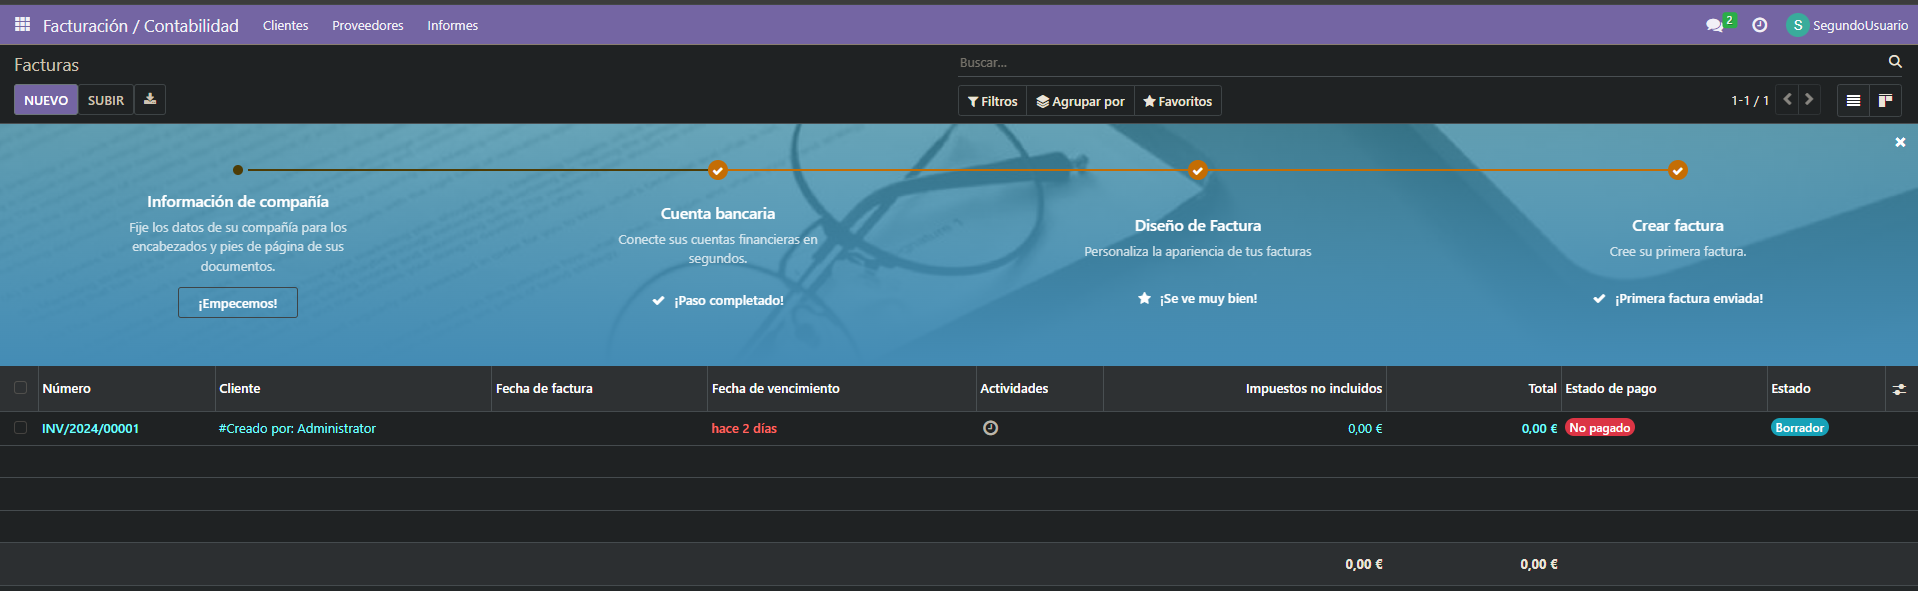 Facturación / Contabilidad Clientes Proveedores Informes 2 S SegundoUsuario
Facturas Buscar...
NUEVO SUBIR Filtros Agrupar por Favoritos 1-1 / 1
Información de compañía
Fije los datos de su compañía para los
encabezados y pies de página de sus
documentos.
¡Empecemos!
Cuenta bancaria
Conecte sus cuentas financieras en
segundos.
¡Paso completado!
Diseño de Factura
Personaliza la apariencia de tus facturas
¡Se ve muy bien!
Crear factura
Cree su primera factura.
¡Primera factura enviada!
Número Cliente Fecha de factura Fecha de vencimiento Actividades Impuestos no incluidos Total Estado de pago Estado
INV/2024/00001 #Creado por: Administrator hace 2 días 0,00 € 0,00 € No pagado Borrador
0,00 € 0,00 €